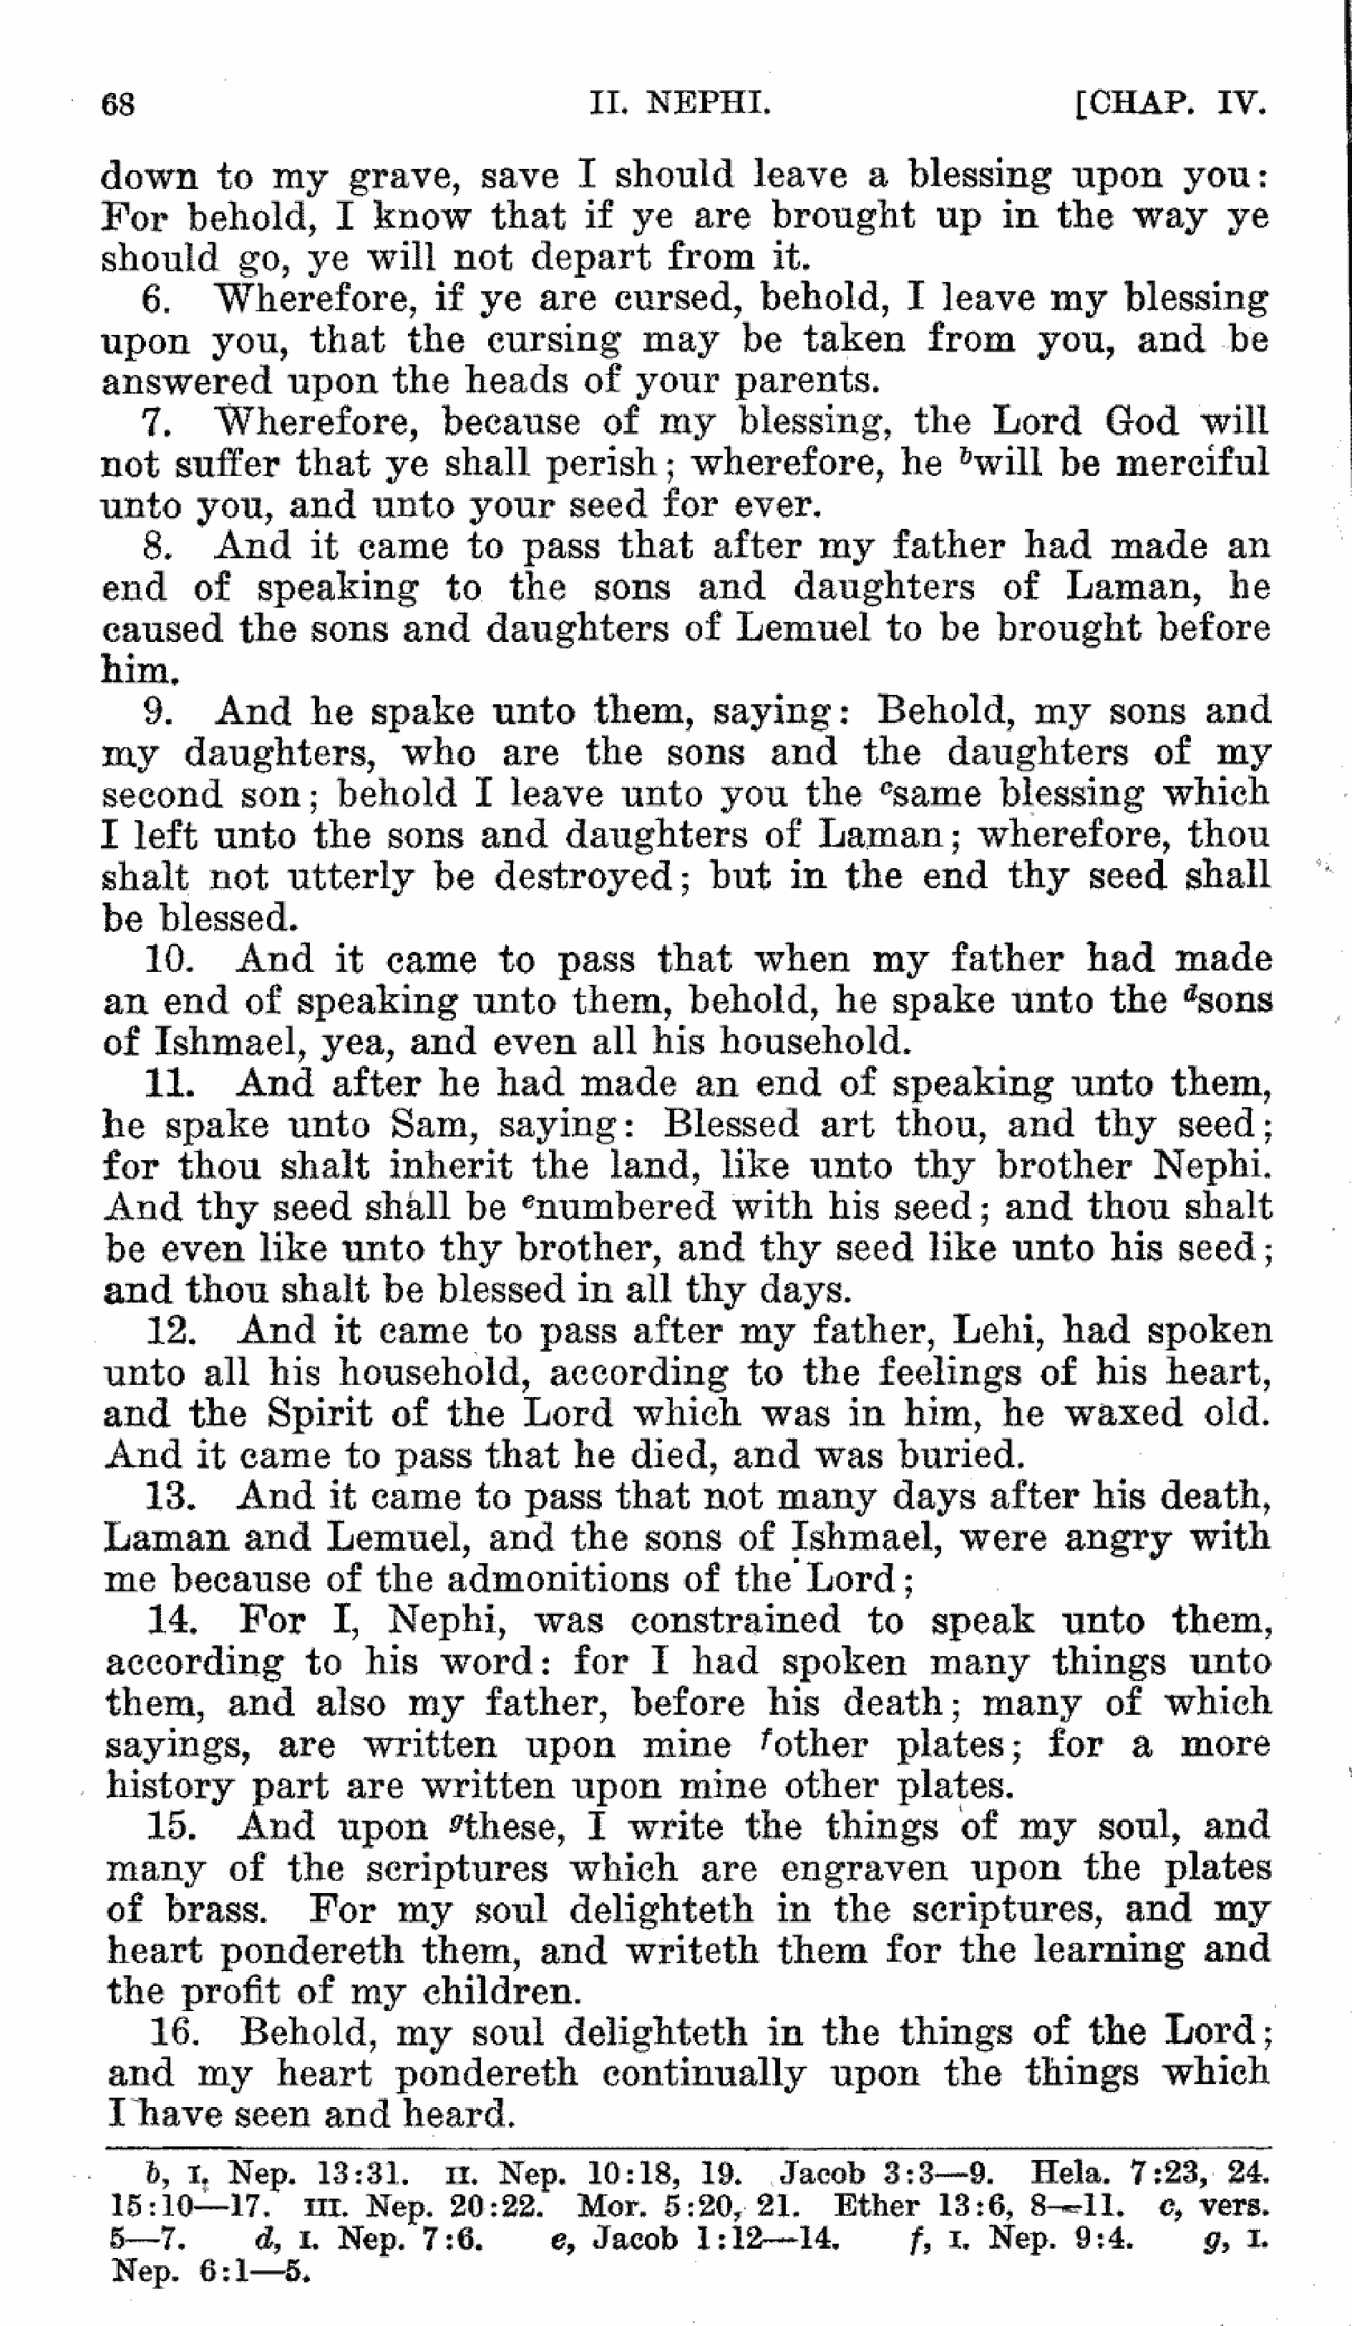 68 II. NEPHI. [CHAP. IV.
down to my grave, save I should leave a blessing upon you:
For behold, I know that if ye are brought up in the way ye
should go, ye will not depart from it.
6. Wherefore, if ye are cursed, behold, I leave my blessing
upon you, that the cursing may be taken from you, and be
answered upon the heads of your parents.
7. Wherefore, because of my blessing, the Lord God will
not suffer that ye shall perish; wherefore, he bwill be merciful
unto you, and unto your seed for ever.
8. And it came to pass that after my father had made an
end of speaking to the sons and daughters of Laman, he
caused the sons and daughters of Lemuel to be brought before
him.
9. And he spake unto them, saying: Behold, my sons and
my daughters, who are the sons and the daughters of my
second son; behold I leave unto you the csame blessing which
I left unto the sons and daughters of Laman; wherefore, thou
shalt not utterly be destroyed; but in the end thy seed shall
be blessed.
10. And it came to pass that when my father had made
an end of speaking unto them, behold, he spake unto the dsons
of Ishmael, yea, and even all his household.
11. And after he had made an end of speaking unto them,
he spake unto Sam, saying: Blessed art thou, and thy seed;
for thou shalt inherit the land, like unto thy brother Nephi.
And thy seed shall be enumbered with his seed; and thou shalt
be even like unto thy brother, and thy seed like unto his seed;
and thou shalt be blessed in all thy days.
12. And it came to pass after my father, Lehi, had spoken
unto all his household, according to the feelings of his heart,
and the Spirit of the Lord which was in him, he waxed old.
And it came to pass that he died, and was buried.
13. And it came to pass that not many days after his death,
Laman and Lemuel, and the sons of Ishmael, were angry with
me because of the admonitions of the Lord;
14. For I, Nephi, was constrained to speak unto them,
according to his word: for I had spoken many things unto
them, and also my father, before his death; many of which
sayings, are written upon mine fother plates; for a more
history part are written upon mine other plates.
15. And upon gthese, I write the things of my soul, and
many of the scriptures which are engraven upon the plates
of brass. For my soul delighteth in the scriptures, and my
heart pondereth them, and writeth them for the learning and
the profit of my children.
16. Behold, my soul delighteth in the things of the Lord;
and my heart pondereth continually upon the things which
I have seen and heard.
b, I. Nep. 13:31. II. Nep. 10:18, 19. Jacob 3:3—9. Hela. 7:23, 24.
15:10—17. III. Nep. 20:22. Mor. 5:20, 21. Ether 13:6, 8—11. c, vers.
5—7. d, I. Nep. 7:6. e, Jacob 1:12—14. f, I. Nep. 9:4. g, I.
Nep. 6:1—5.